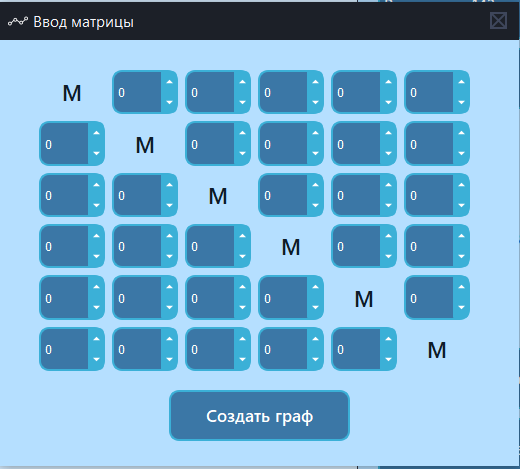 Ввод матрицы
М 0 0 0 0 0
0 М 0 0 0 0
0 0 М 0 0 0
0 0 0 М 0 0
0 0 0 0 М 0
0 0 0 0 0 М
Создать граф